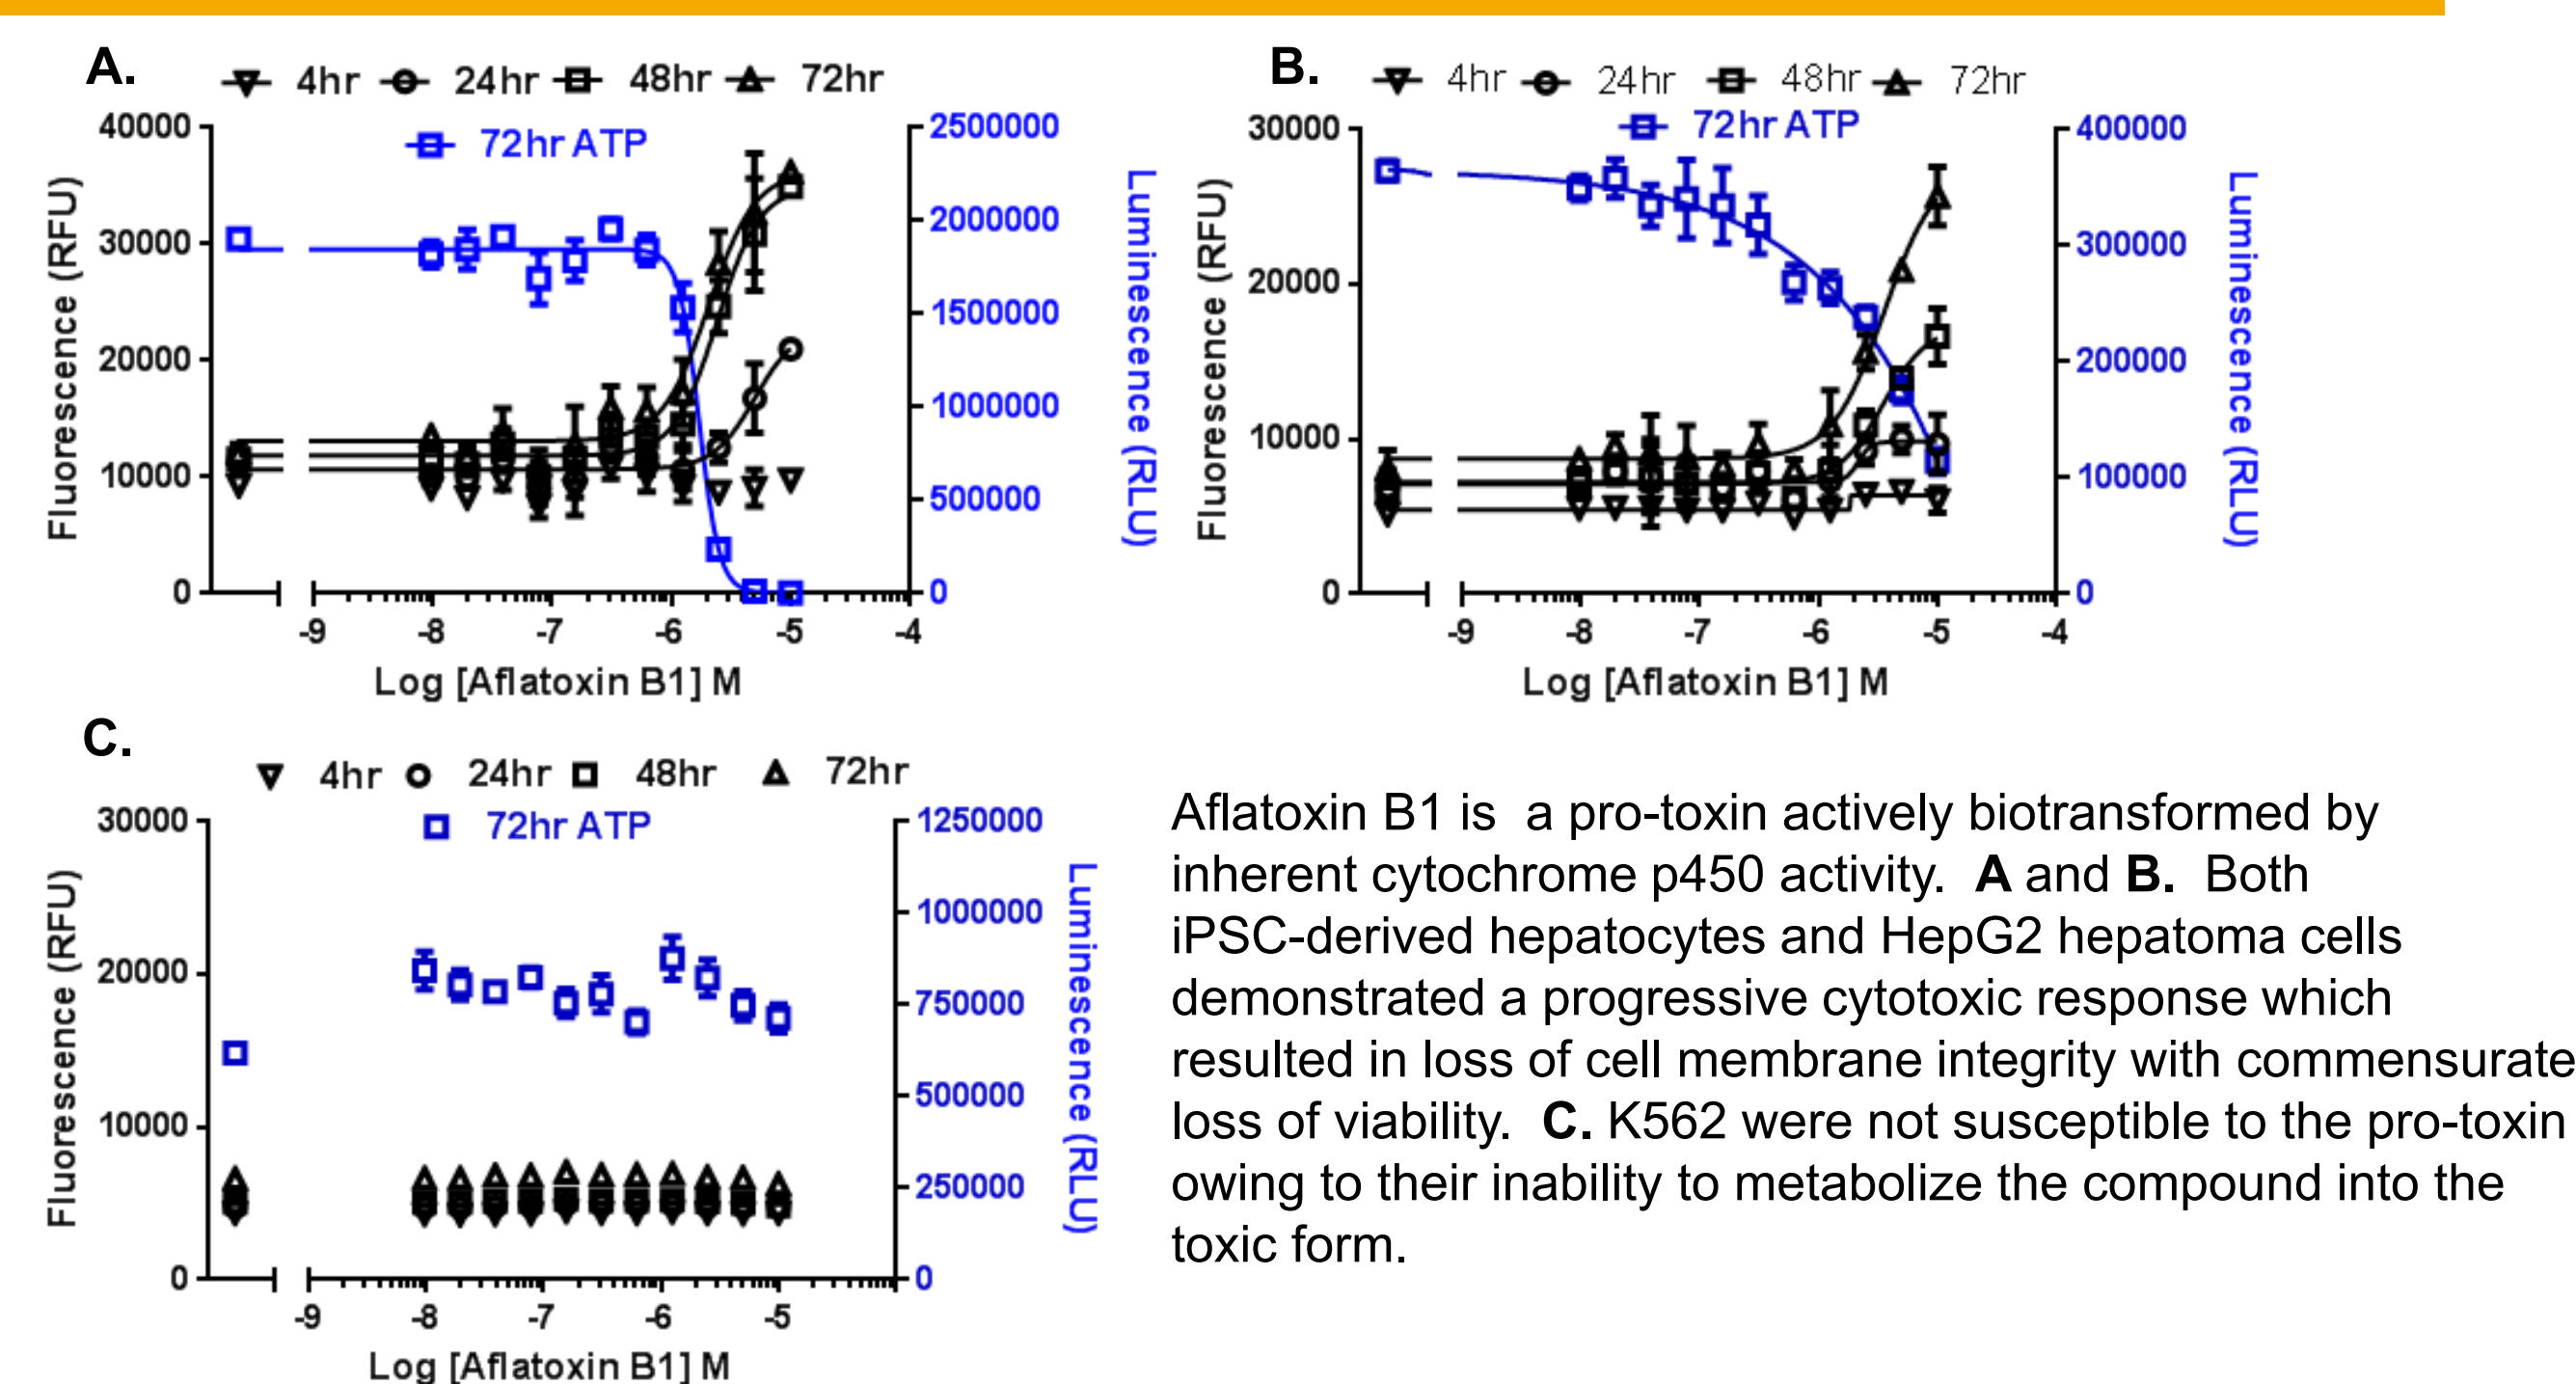 A.
4hr 24hr 48hr 72hr
72hr ATP
40000
30000
20000
10000
0
Fluorescence (RFU)
2500000
2000000
1500000
1000000
500000
0
Luminescence (RLU)
-9 -8 -7 -6 -5 -4
Log [Aflatoxin B1] M
B.
4hr 24hr 48hr 72hr
72hr ATP
30000
20000
10000
0
Fluorescence (RFU)
400000
300000
200000
100000
0
Luminescence (RLU)
-9 -8 -7 -6 -5 -4
Log [Aflatoxin B1] M
C.
4hr 24hr 48hr 72hr
72hr ATP
30000
20000
10000
0
Fluorescence (RFU)
1250000
1000000
750000
500000
250000
0
Luminescence (RLU)
-9 -8 -7 -6 -5
Log [Aflatoxin B1] M
Aflatoxin B1 is  a pro-toxin actively biotransformed by
inherent cytochrome p450 activity.  A and B.  Both
iPSC-derived hepatocytes and HepG2 hepatoma cells
demonstrated a progressive cytotoxic response which
resulted in loss of cell membrane integrity with commensurate
loss of viability.  C. K562 were not susceptible to the pro-toxin
owing to their inability to metabolize the compound into the
toxic form.